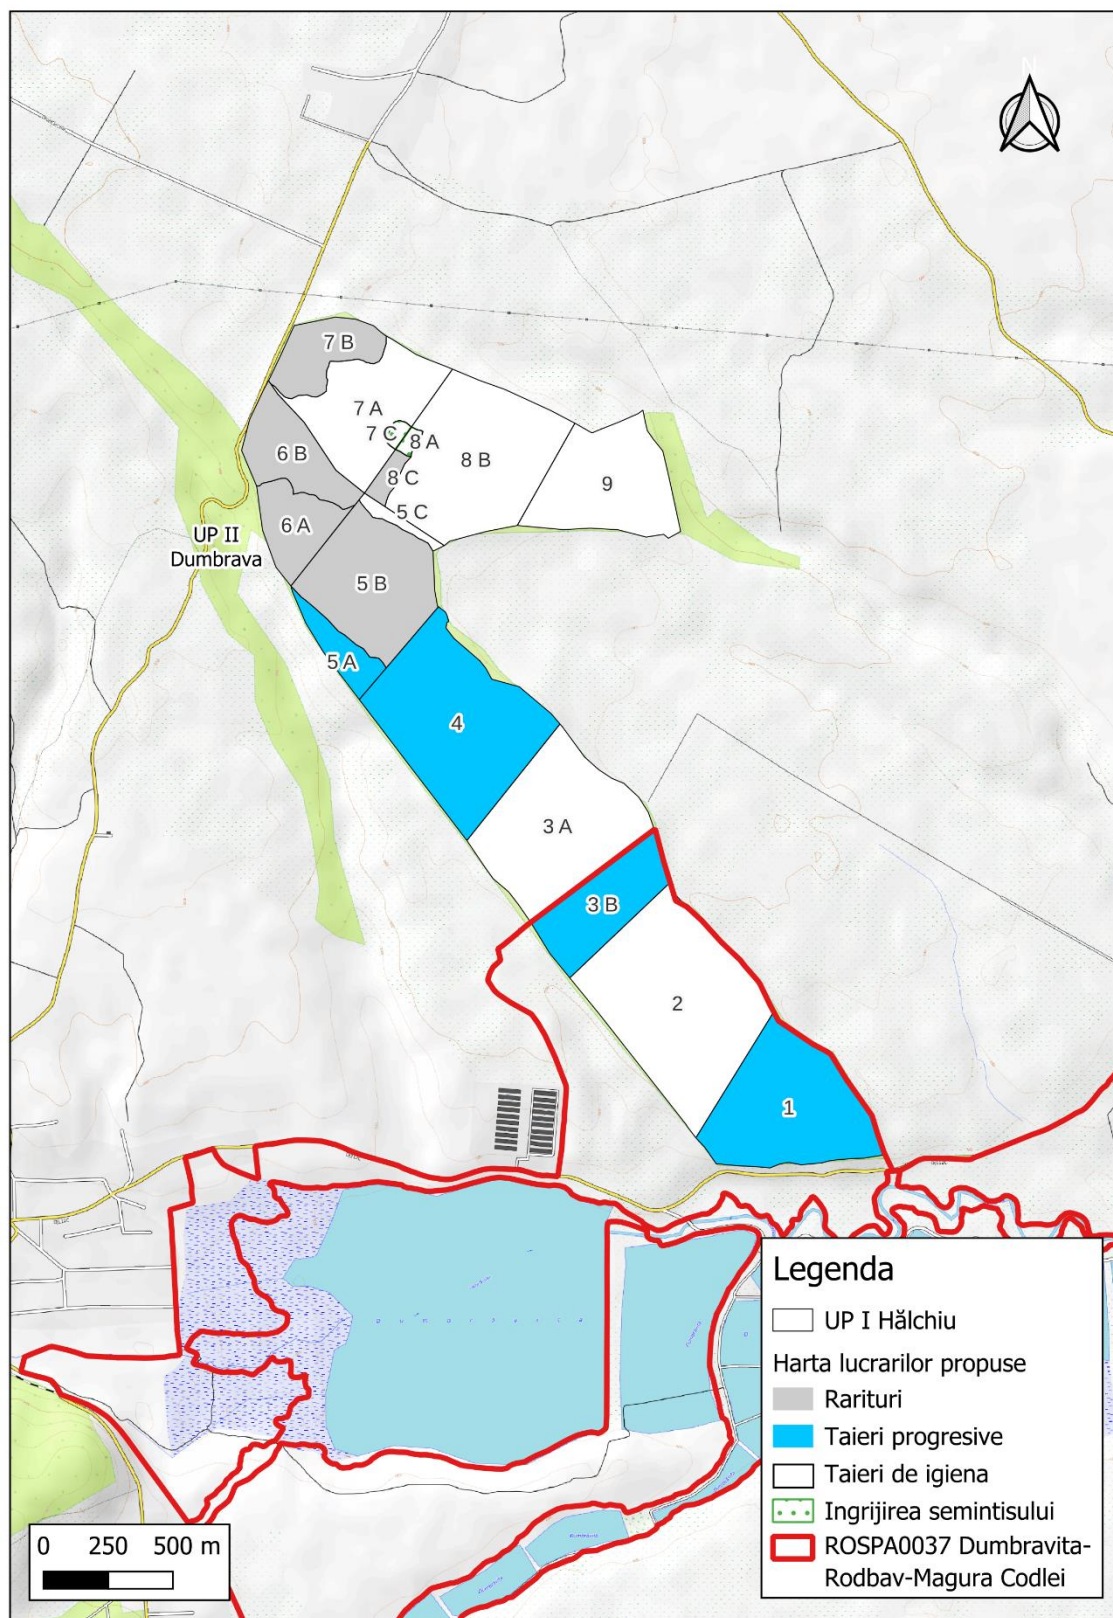 N
7 B
7 A
7 C
8 A
6 B
8 B
8 C
9
5 C
6 A
UP II
Dumbrava
5 B
5 A
4
3 A
3 B
2
1
Legenda
UP I Hălchiu
Harta lucrarilor propuse
Rarituri
Taieri progresive
Taieri de igiena
Ingrijirea semintisului
ROSPA0037 Dumbravita-
Rodbav-Magura Codlei
0 250 500 m